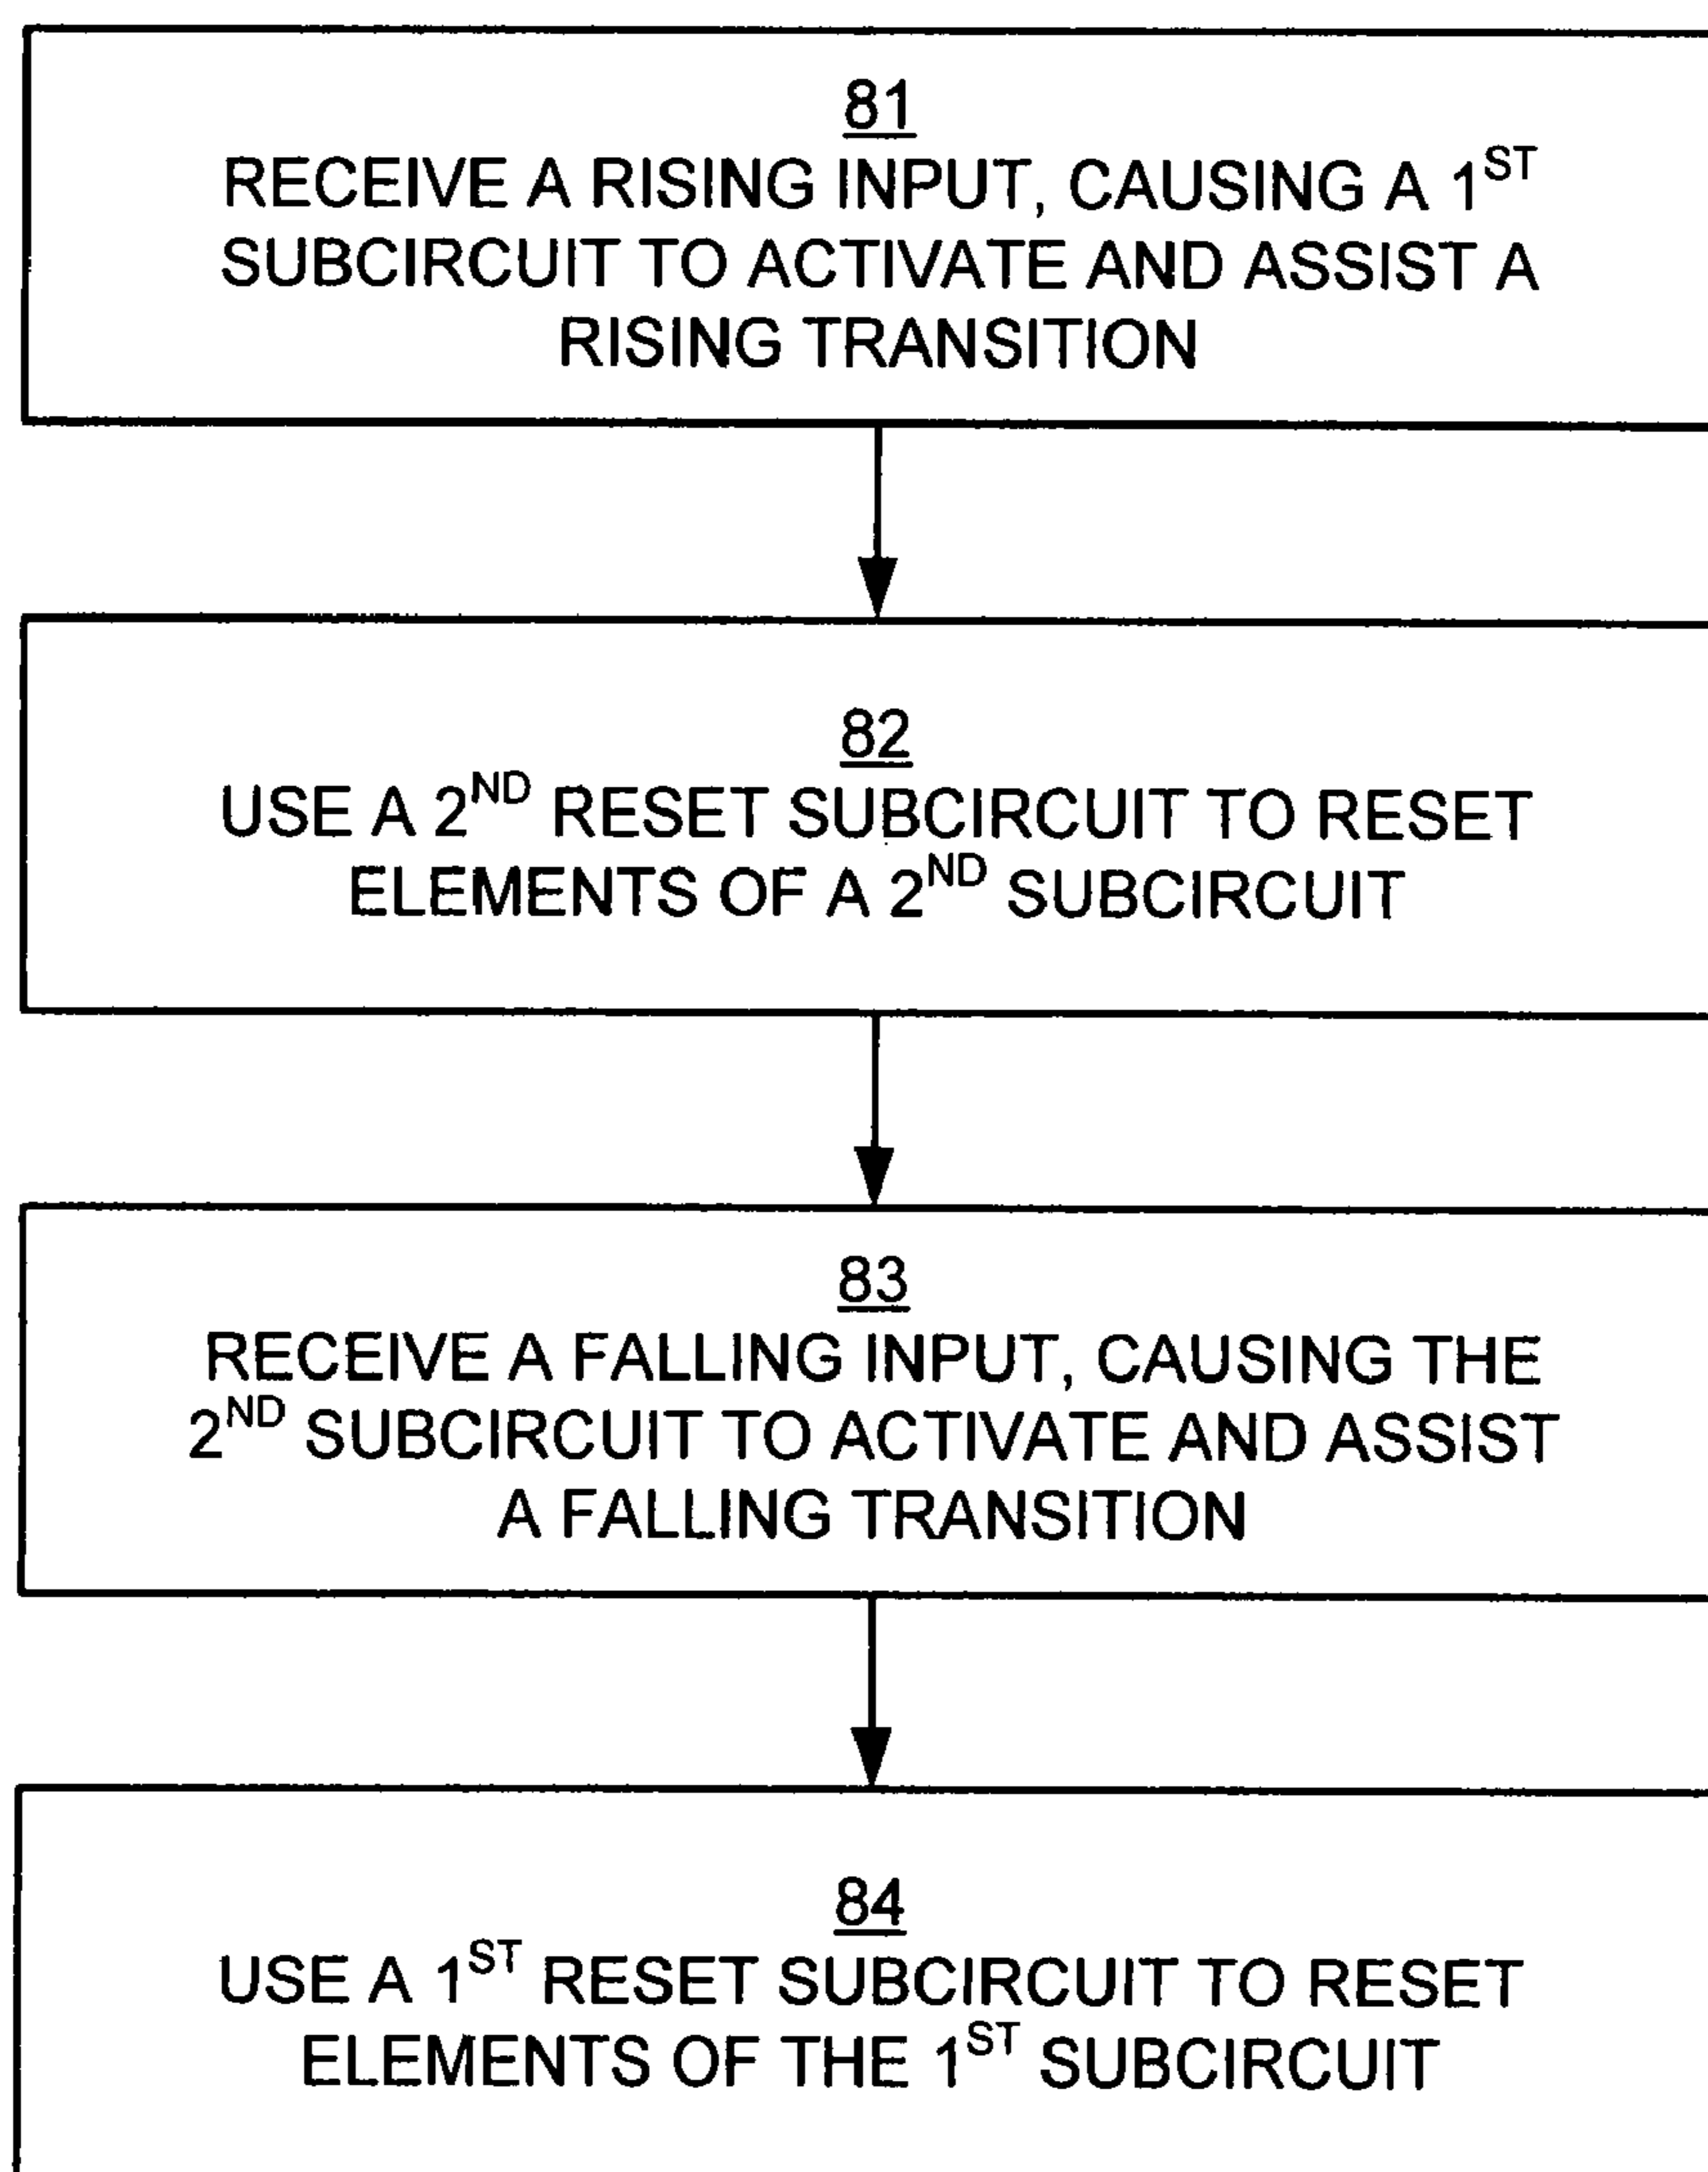 81
RECEIVE A RISING INPUT, CAUSING A 1ST
SUBCIRCUIT TO ACTIVATE AND ASSIST A
RISING TRANSITION
82
USE A 2ND RESET SUBCIRCUIT TO RESET
ELEMENTS OF A 2ND SUBCIRCUIT
83
RECEIVE A FALLING INPUT, CAUSING THE
2ND SUBCIRCUIT TO ACTIVATE AND ASSIST
A FALLING TRANSITION
84
USE A 1ST RESET SUBCIRCUIT TO RESET
ELEMENTS OF THE 1ST SUBCIRCUIT